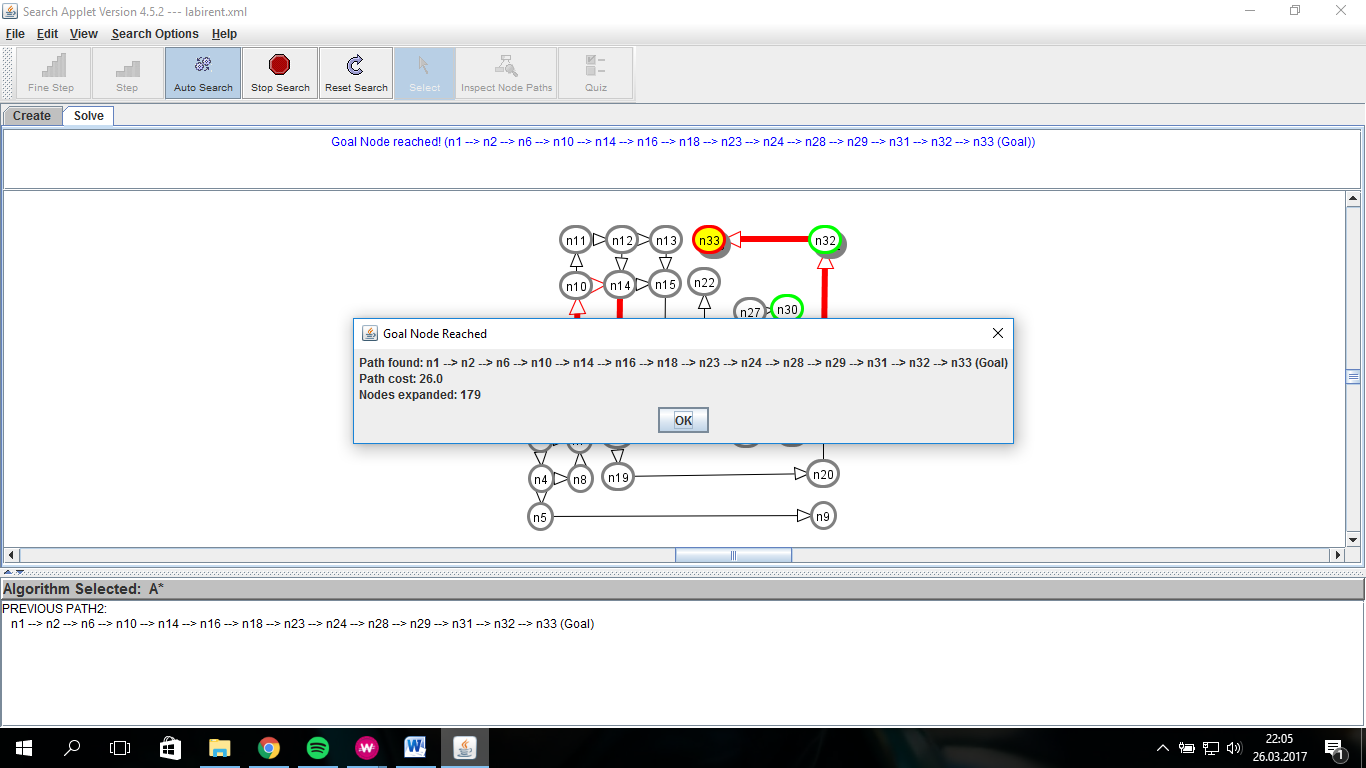 Search Applet Version 4.5.2 --- labirent.xml
File Edit View Search Options Help
Fine Step Step Auto Search Stop Search Reset Search Select Inspect Node Paths Quiz
Create Solve
Goal Node reached! (n1 --> n2 --> n6 --> n10 --> n14 --> n16 --> n18 --> n23 --> n24 --> n28 --> n29 --> n31 --> n32 --> n33 (Goal))
n11 n12 n13 n33 n32
n10 n14 n15 n22
n27 n30
Goal Node Reached
Path found: n1 --> n2 --> n6 --> n10 --> n14 --> n16 --> n18 --> n23 --> n24 --> n28 --> n29 --> n31 --> n32 --> n33 (Goal)
Path cost: 26.0
Nodes expanded: 179
OK
n4 n8 n19 n20
n5 n9
Algorithm Selected: A*
PREVIOUS PATH2:
n1 --> n2 --> n6 --> n10 --> n14 --> n16 --> n18 --> n23 --> n24 --> n28 --> n29 --> n31 --> n32 --> n33 (Goal)
22:05
26.03.2017
1